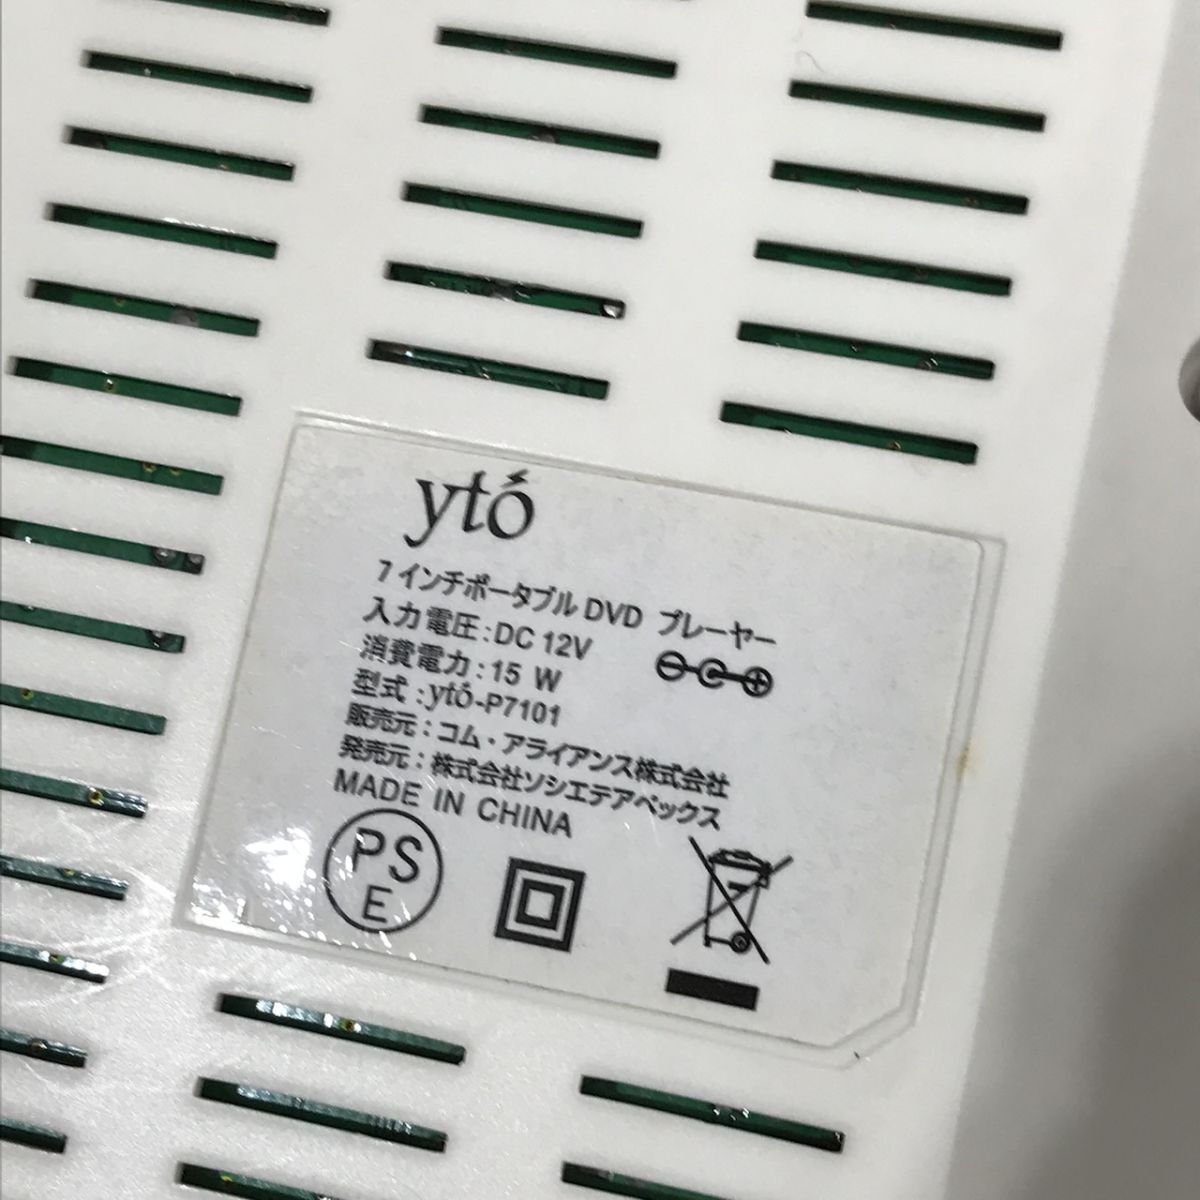 ytó
7インチポータブル DVD プレーヤー
入力電圧:DC 12V
消費電力:15 W
型式:ytó-P7101
販売元:コム・アライアンス株式会社
発売元:株式会社ソシエテアペックス
MADE IN CHINA
PS
E